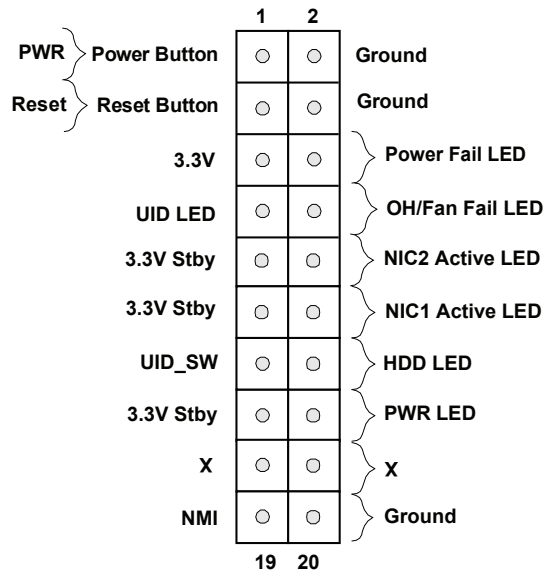 1 2
PWR Power Button Ground
Reset Reset Button Ground
3.3V Power Fail LED
UID LED OH/Fan Fail LED
3.3V Stby NIC2 Active LED
3.3V Stby NIC1 Active LED
UID_SW HDD LED
3.3V Stby PWR LED
X X
NMI Ground
19 20